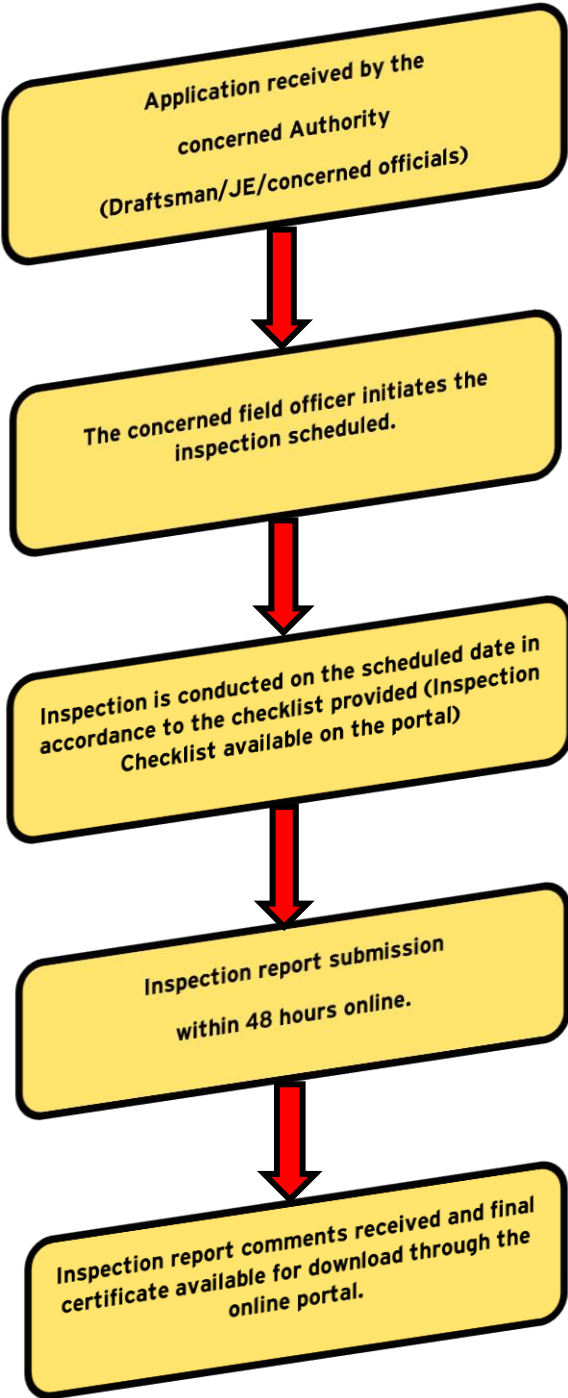 Application received by the
concerned Authority
(Draftsman/JE/concerned officials)
The concerned field officer initiates the
inspection scheduled.
Inspection is conducted on the scheduled date in
accordance to the checklist provided (Inspection
Checklist available on the portal)
Inspection report submission
within 48 hours online.
Inspection report comments received and final
certificate available for download through the
online portal.